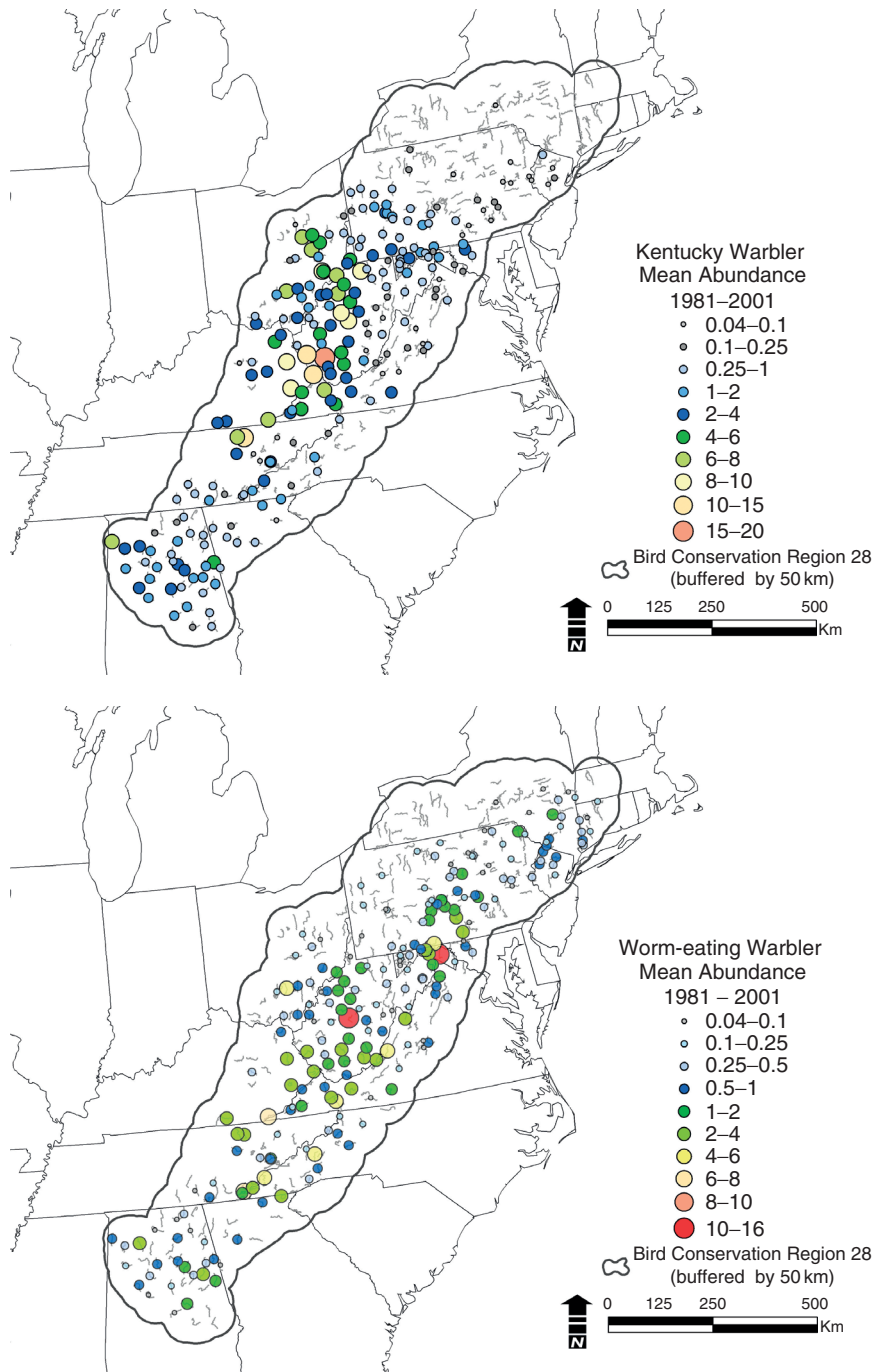 Kentucky Warbler
Mean Abundance
1981–2001
0.04–0.1
0.1–0.25
0.25–1
1–2
2–4
4–6
6–8
8–10
10–15
15–20
Bird Conservation Region 28
(buffered by 50 km)
0 125 250 500
Km
N
Worm-eating Warbler
Mean Abundance
1981 – 2001
0.04–0.1
0.1–0.25
0.25–0.5
0.5–1
1–2
2–4
4–6
6–8
8–10
10–16
Bird Conservation Region 28
(buffered by 50 km)
0 125 250 500
Km
N